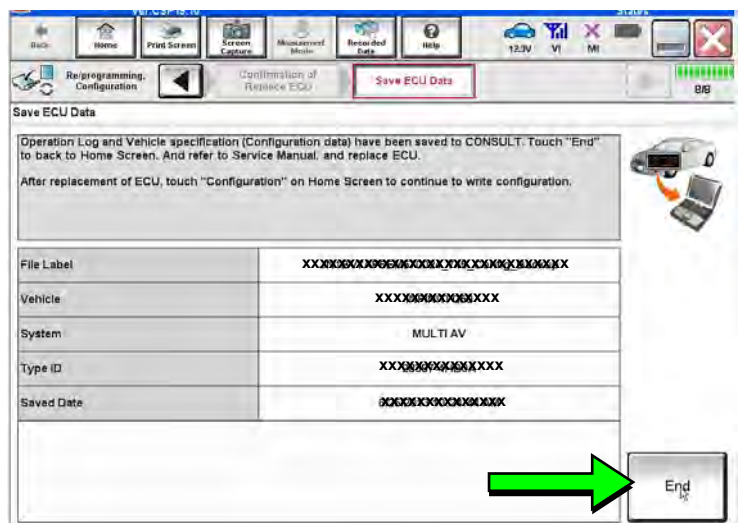 Ver.CSP19.10
Status
Back
Home
Print Screen
Screen Capture
Measurement Mode
Recorded Data
Help
12.3V
VI
MI
Re/programming, Configuration
Confirmation of Replace ECU
Save ECU Data
8/8
Save ECU Data
Operation Log and Vehicle specification (Configuration data) have been saved to CONSULT. Touch "End"
to back to Home Screen. And refer to Service Manual, and replace ECU.
After replacement of ECU, touch "Configuration" on Home Screen to continue to write configuration.
File Label
Vehicle
System MULTI AV
Type ID
Saved Date
End